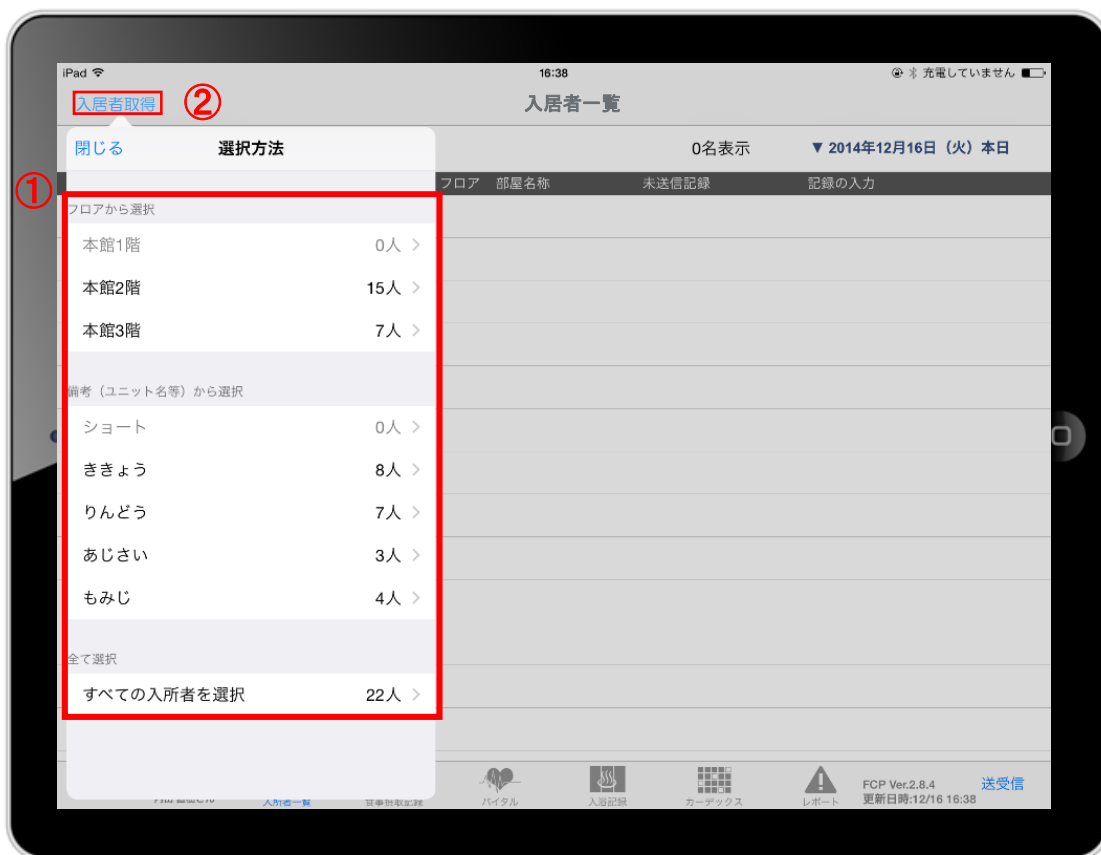 iPad 16:38 充電していません
入居者取得 ② 入居者一覧
閉じる 選択方法 0名表示 ▼ 2014年12月16日（火）本日
①
フロア 部屋名称 未送信記録 記録の入力
フロアから選択
本館1階 0人 >
本館2階 15人 >
本館3階 7人 >
備考（ユニット名等）から選択
ショート 0人 >
ききょう 8人 >
りんどう 7人 >
あじさい 3人 >
もみじ 4人 >
全て選択
すべての入所者を選択 22人 >
入所者一覧 食事摂取記録 バイタル 入浴記録 カーデックス レポート FCP Ver.2.8.4 送受信
更新日時:12/16 16:38